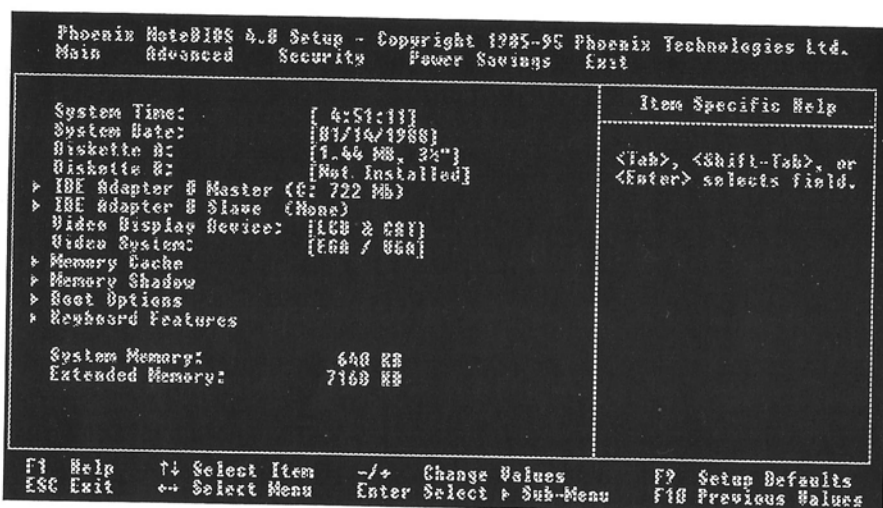 Phoenix NoteBIOS 4.0 Setup - Copyright 1985-95 Phoenix Technologies Ltd.
Main Advanced Security Power Savings Exit
Item Specific Help
<Tab>, <Shift-Tab>, or
<Enter> selects field.
System Time: [ 4:51:11]
System Date: [01/14/1988]
Diskette A: [1.44 MB, 3½"]
Diskette B: [Not Installed]
▸ IDE Adapter 0 Master (C: 722 Mb)
▸ IDE Adapter 0 Slave (None)
Video Display Device: [LCD & CRT]
Video System: [EGA / VGA]
▸ Memory Cache
▸ Memory Shadow
▸ Boot Options
▸ Keyboard Features
System Memory: 640 KB
Extended Memory: 7168 KB
F1 Help ↑↓ Select Item -/+ Change Values F9 Setup Defaults
ESC Exit ↔ Select Menu Enter Select ▸ Sub-Menu F10 Previous Values